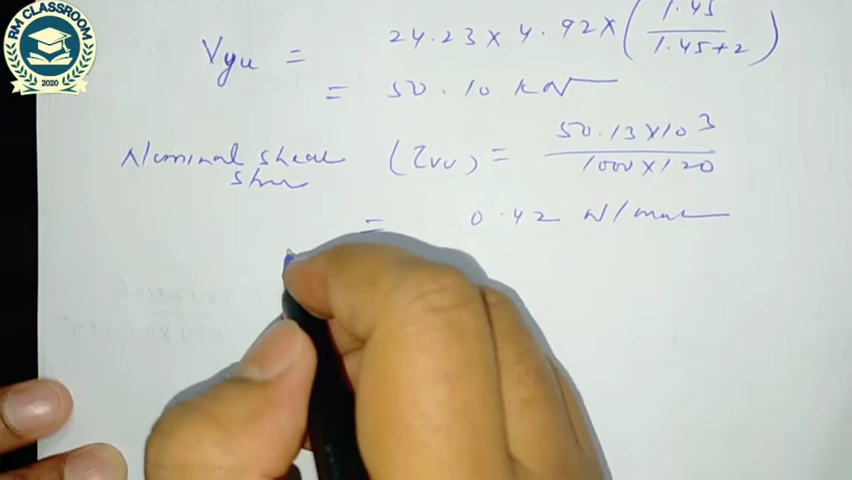 RM CLASSROOM
2020
Vyu = 24.23 x 4.92 x (1.45 / 1.45+2)
= 50.10 kN
Nominal shear stress (τvu) = 50.13 x 10³ / 1000 x 120
= 0.42 N/mm